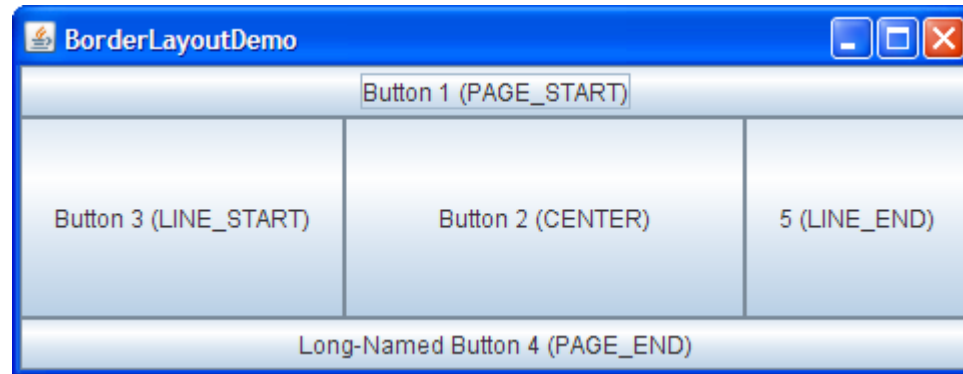 BorderLayoutDemo
Button 1 (PAGE_START)
Button 3 (LINE_START)
Button 2 (CENTER)
5 (LINE_END)
Long-Named Button 4 (PAGE_END)